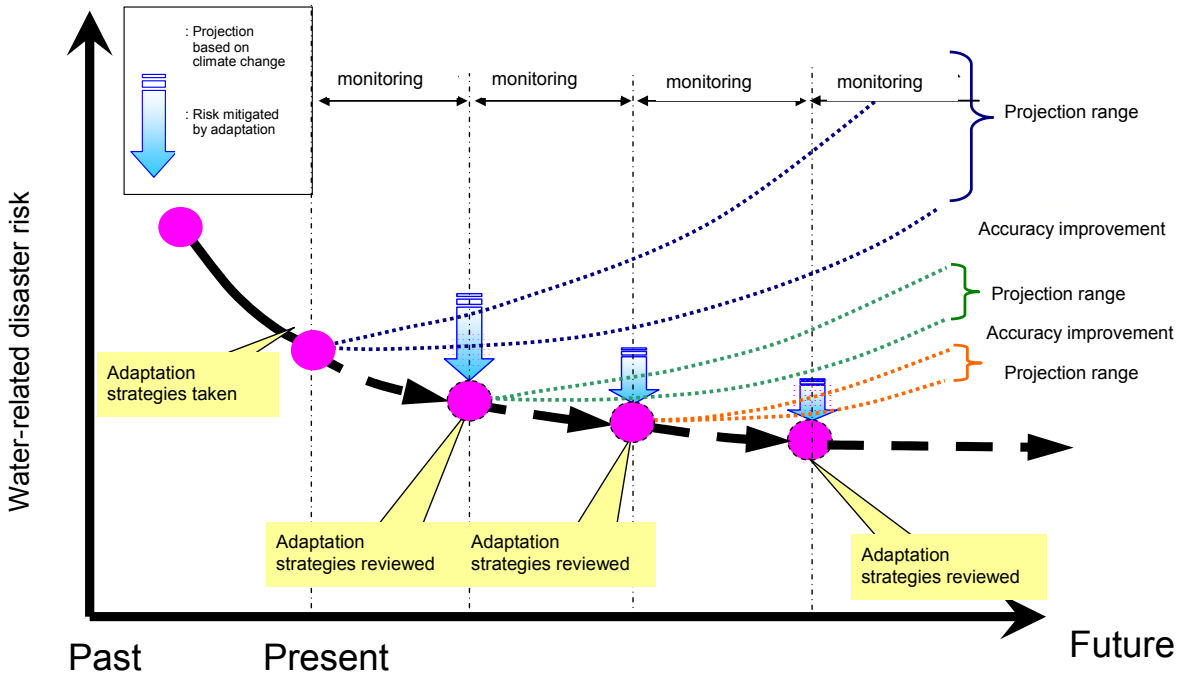 : Projection
based on
climate change
: Risk mitigated
by adaptation
monitoring
monitoring
monitoring
monitoring
Projection range
Accuracy improvement
Projection range
Accuracy improvement
Projection range
Water-related disaster risk
Adaptation
strategies taken
Adaptation
strategies reviewed
Adaptation
strategies reviewed
Adaptation
strategies reviewed
Past
Present
Future